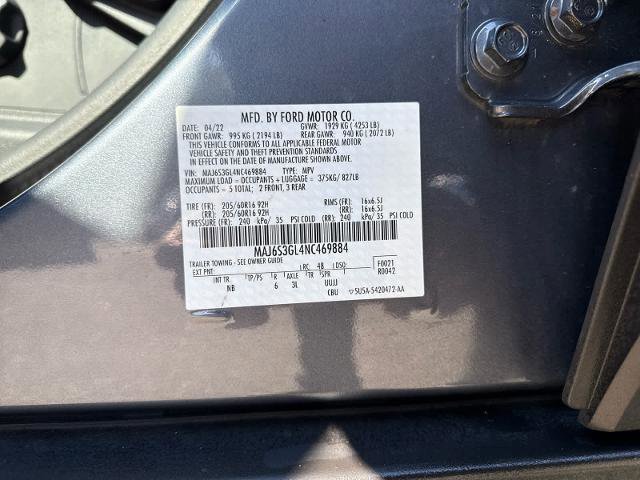 MFD. BY FORD MOTOR CO.
DATE: 04/22 GVWR: 1929 KG ( 4253 LB)
FRONT GAWR: 995 KG ( 2194 LB) REAR GAWR: 940 KG ( 2072 LB)
THIS VEHICLE CONFORMS TO ALL APPLICABLE FEDERAL MOTOR
VEHICLE SAFETY AND THEFT PREVENTION STANDARDS
IN EFFECT ON THE DATE OF MANUFACTURE SHOWN ABOVE.
VIN: MAJ6S3GL4NC469884 TYPE: MPV
MAXIMUM LOAD = OCCUPANTS + LUGGAGE = 375KG/ 827LB
OCCUPANTS = 5 TOTAL: 2 FRONT, 3 REAR
TIRE (FR): 205/60R16 92H RIMS(FR): 16x6.5J
(RR): 205/60R16 92H (RR): 16x6.5J
PRESSURE (FR): 240 kPa/ 35 PSI COLD (RR): 240 kPa/ 35 PSI COLD
MAJ6S3GL4NC469884
TRAILER TOWING - SEE OWNER GUIDE
EXT PNT: RC: 48 DSO: F0021
R0042
INT TR TP/PS R AXLE TR SPR
NB 6 3L UUJJ
CBU 5U5A-5420472-AA